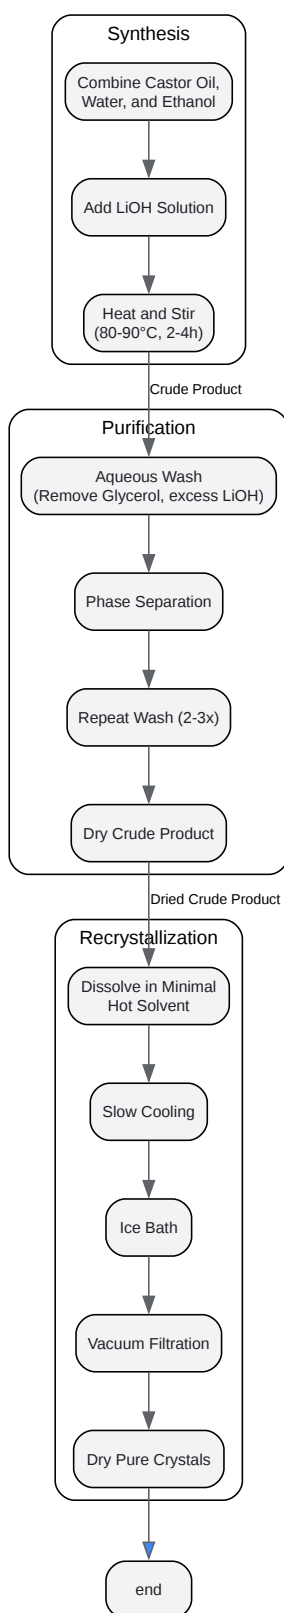 Synthesis
Combine Castor Oil,
Water, and Ethanol
Add LiOH Solution
Heat and Stir
(80-90°C, 2-4h)
Crude Product
Purification
Aqueous Wash
(Remove Glycerol, excess LiOH)
Phase Separation
Repeat Wash (2-3x)
Dry Crude Product
Dried Crude Product
Recrystallization
Dissolve in Minimal
Hot Solvent
Slow Cooling
Ice Bath
Vacuum Filtration
Dry Pure Crystals
end